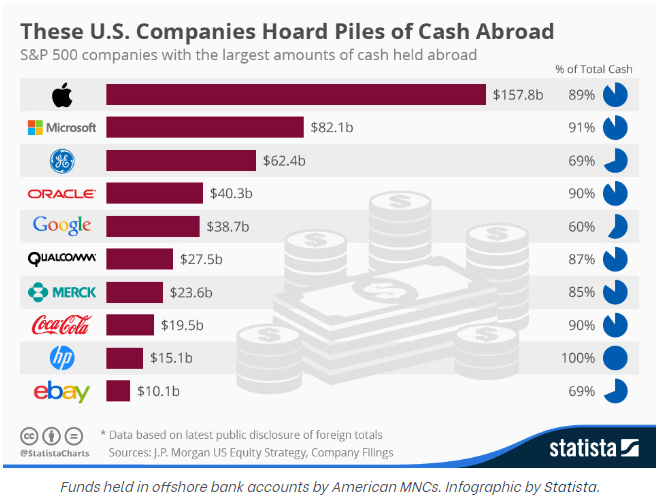 These U.S. Companies Hoard Piles of Cash Abroad
S&P 500 companies with the largest amounts of cash held abroad
% of Total Cash
$157.8b 89%
Microsoft $82.1b 91%
GE $62.4b 69%
ORACLE $40.3b 90%
Google $38.7b 60%
QUALCOMM $27.5b 87%
MERCK $23.6b 85%
Coca-Cola $19.5b 90%
hp $15.1b 100%
ebay $10.1b 69%
cc
@StatistaCharts
* Data based on latest public disclosure of foreign totals
Sources: J.P. Morgan US Equity Strategy, Company Filings
statista
Funds held in offshore bank accounts by American MNCs. Infographic by Statista.